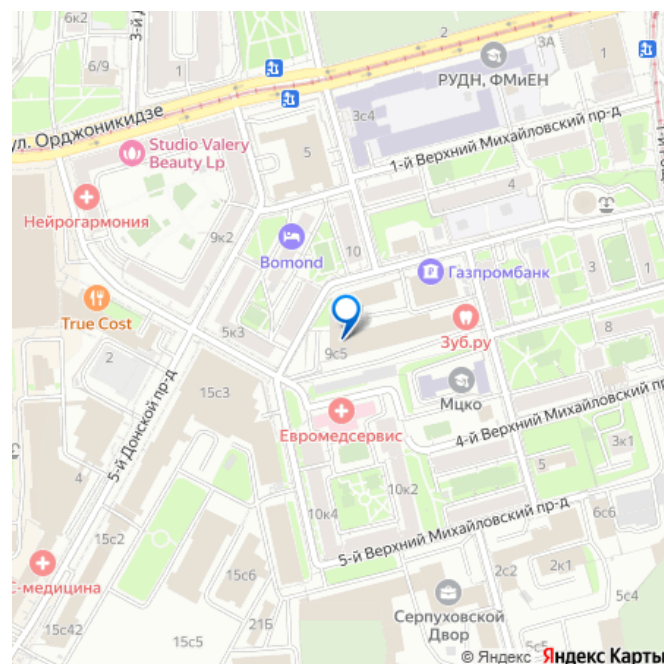 6к2
2
3А
1
6/9
1
РУДН, ФМиЕН
3с4
ул. Орджоникидзе
Studio Valery
Beauty Lp
5
1-й Верхний Михайловский пр-д
4
Нейрогармония
9к2
10
Bomond
Газпромбанк
3
1
True Cost
5к3
2
9с5
Зуб.ру
8
5-й Донской пр-д
15с3
Мцко
Евромедсервис
4-й Верхний Михайловский пр-д
3к1
5
10к4
10к2
5-й Верхний Михайловский пр-д
6с6
15с2
С-медицина
15с6
2с2
2к1
5с4
Серпуховской
Двор
21Б
15с42
15с5
5с5
© Яндекс Яндекс Карты